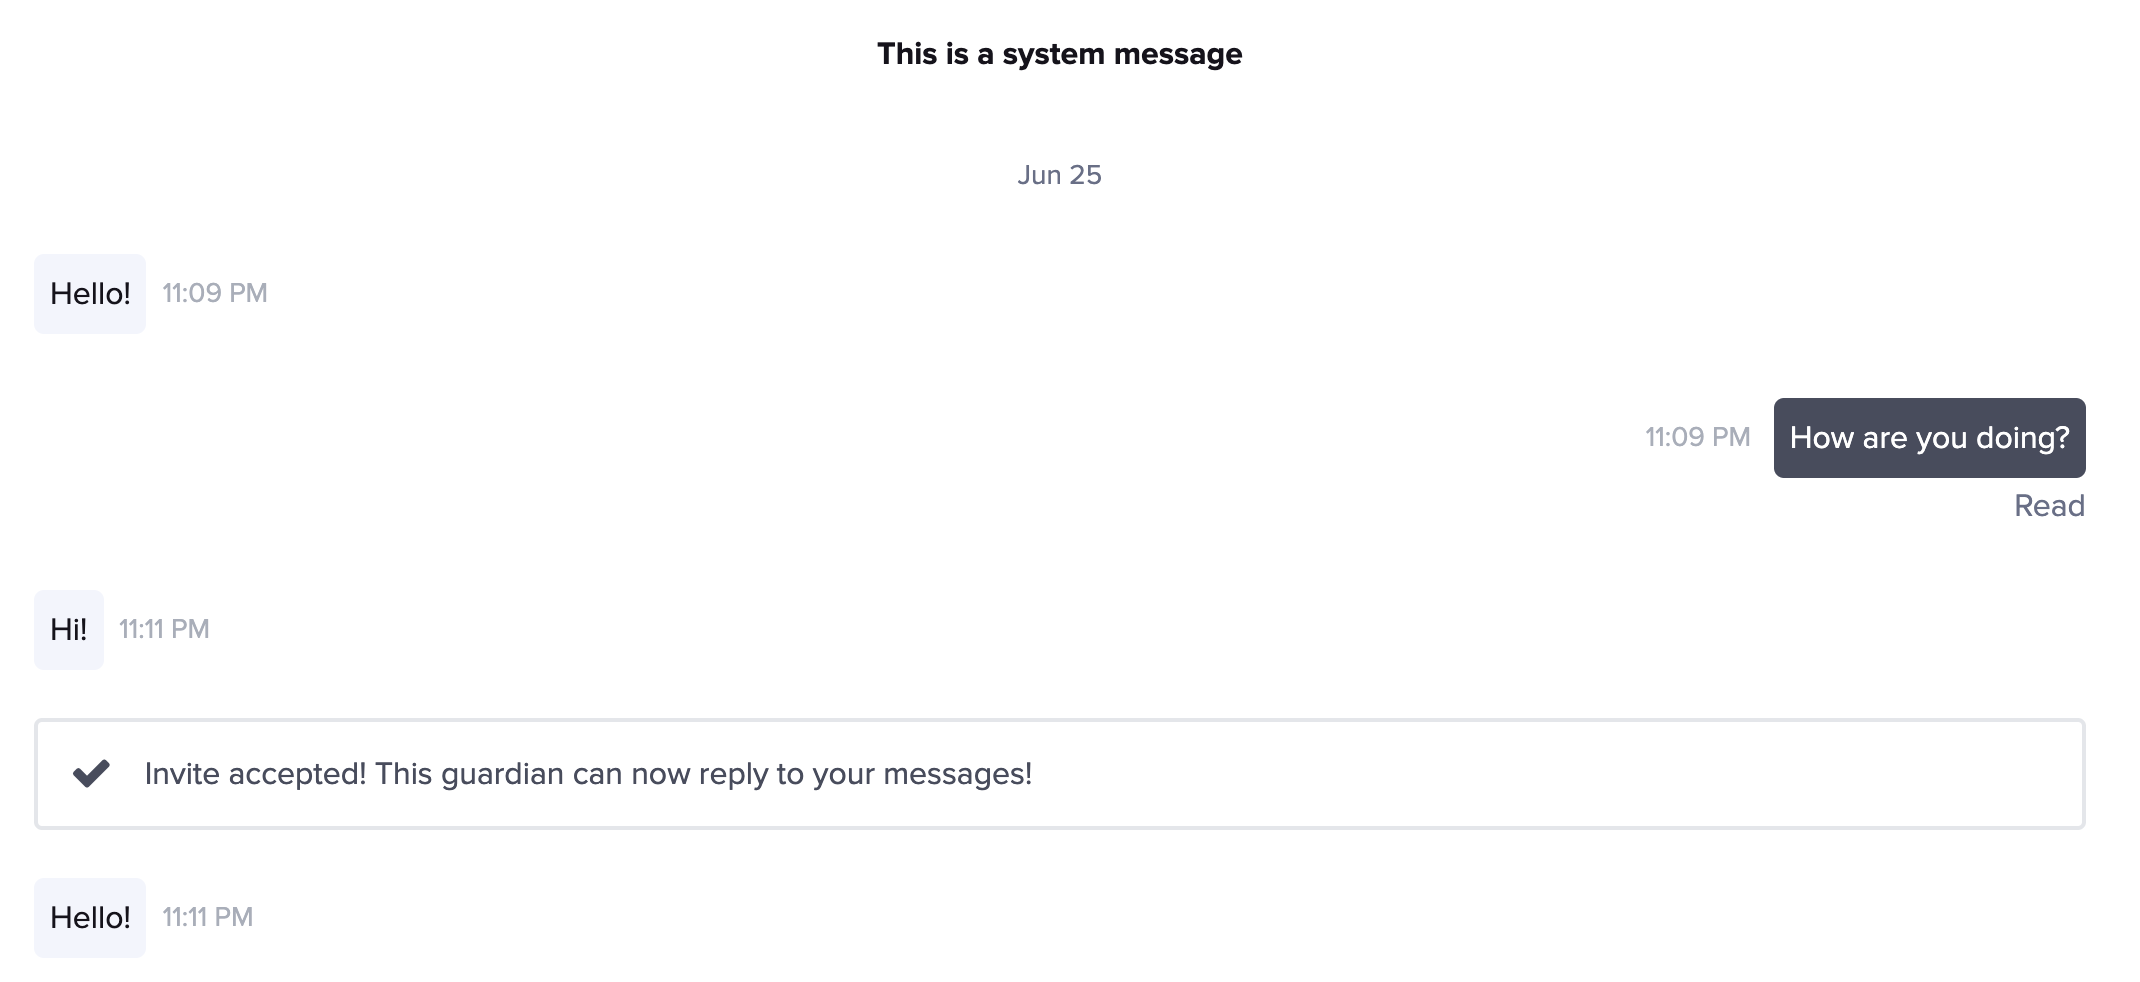 This is a system message
Jun 25
Hello! 11:09 PM
11:09 PM How are you doing?
Read
Hi! 11:11 PM
Invite accepted! This guardian can now reply to your messages!
Hello! 11:11 PM